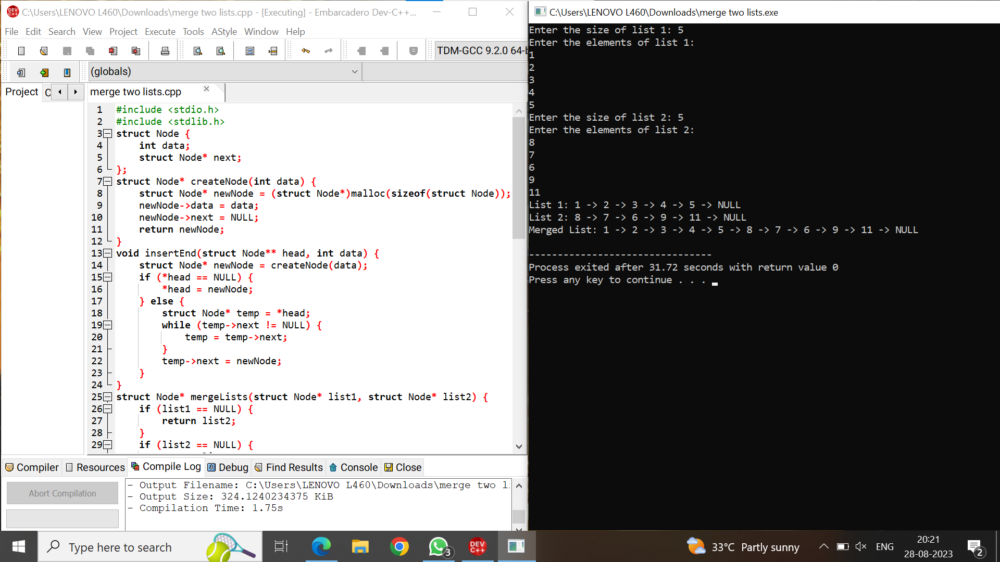 C:\Users\LENOVO L460\Downloads\merge two lists.cpp - [Executing] - Embarcadero Dev-C++...
File Edit Search View Project Execute Tools AStyle Window Help
TDM-GCC 9.2.0 64-b
(globals)
Project C
merge two lists.cpp
1 #include <stdio.h>
2 #include <stdlib.h>
3 struct Node {
4     int data;
5     struct Node* next;
6 };
7 struct Node* createNode(int data) {
8     struct Node* newNode = (struct Node*)malloc(sizeof(struct Node));
9     newNode->data = data;
10     newNode->next = NULL;
11     return newNode;
12 }
13 void insertEnd(struct Node** head, int data) {
14     struct Node* newNode = createNode(data);
15     if (*head == NULL) {
16         *head = newNode;
17     } else {
18         struct Node* temp = *head;
19         while (temp->next != NULL) {
20             temp = temp->next;
21         }
22         temp->next = newNode;
23     }
24 }
25 struct Node* mergeLists(struct Node* list1, struct Node* list2) {
26     if (list1 == NULL) {
27         return list2;
28     }
29     if (list2 == NULL) {
Compiler Resources Compile Log Debug Find Results Console Close
Abort Compilation
- Output Filename: C:\Users\LENOVO L460\Downloads\merge two li
- Output Size: 324.1240234375 KiB
- Compilation Time: 1.75s
C:\Users\LENOVO L460\Downloads\merge two lists.exe
Enter the size of list 1: 5
Enter the elements of list 1:
1
2
3
4
5
Enter the size of list 2: 5
Enter the elements of list 2:
8
7
6
9
11
List 1: 1 -> 2 -> 3 -> 4 -> 5 -> NULL
List 2: 8 -> 7 -> 6 -> 9 -> 11 -> NULL
Merged List: 1 -> 2 -> 3 -> 4 -> 5 -> 8 -> 7 -> 6 -> 9 -> 11 -> NULL
--------------------------------
Process exited after 31.72 seconds with return value 0
Press any key to continue . . .
Type here to search
3
DEV C++
33°C Partly sunny
ENG
20:21
28-08-2023
2